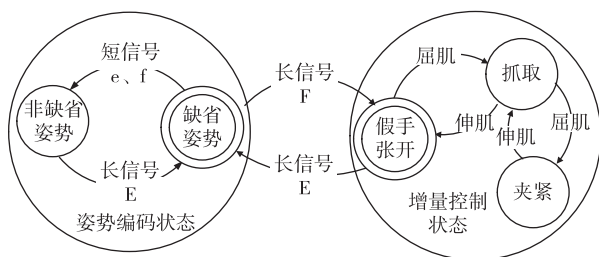 短信号
e、f
非缺省
姿势
缺省
姿势
长信号
E
姿势编码状态
长信号
F
长信号
E
屈肌
抓取
假手
张开
伸肌
伸肌
屈肌
夹紧
增量控制
状态